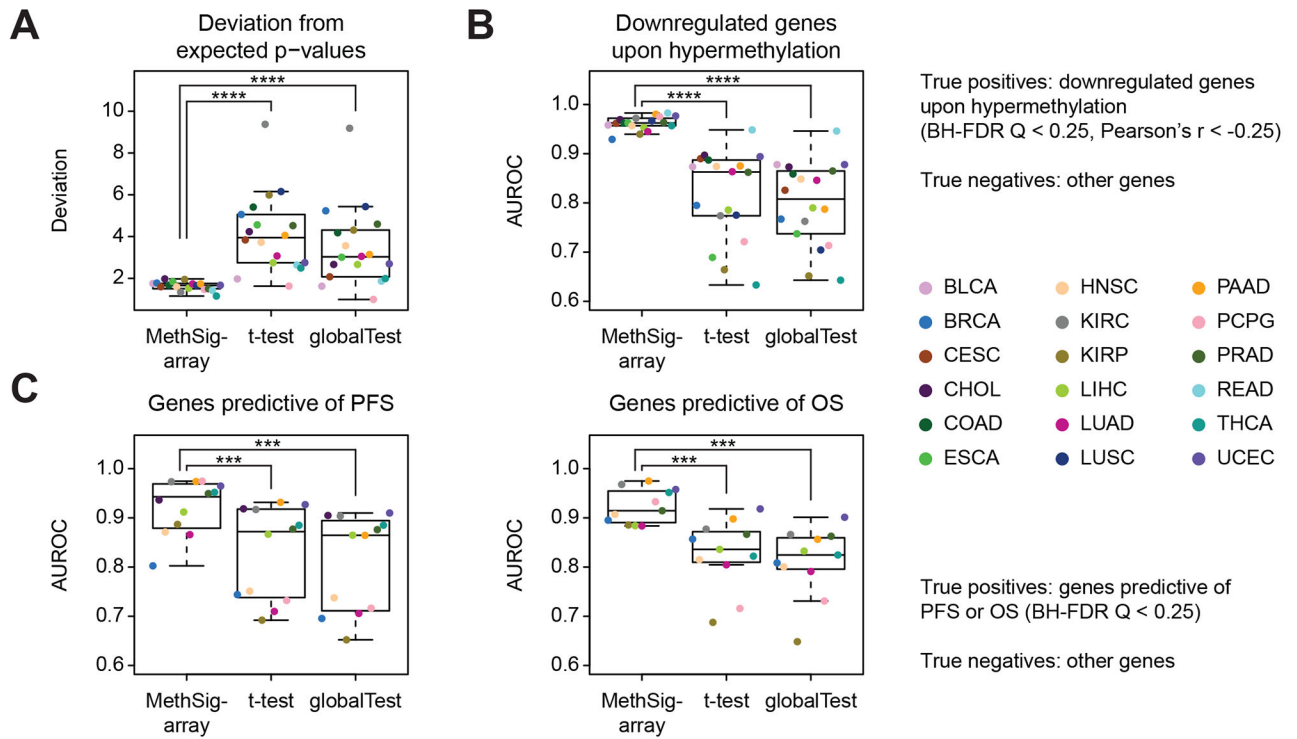 A
Deviation from
expected p−values
****
****
Deviation
10
8
6
4
2
MethSig-
array
t-test
globalTest
B
Downregulated genes
upon hypermethylation
****
****
AUROC
1.0
0.9
0.8
0.7
0.6
MethSig-
array
t-test
globalTest
True positives: downregulated genes
upon hypermethylation
(BH-FDR Q < 0.25, Pearson's r < -0.25)
True negatives: other genes
BLCA
BRCA
CESC
CHOL
COAD
ESCA
HNSC
KIRC
KIRP
LIHC
LUAD
LUSC
PAAD
PCPG
PRAD
READ
THCA
UCEC
C
Genes predictive of PFS
***
***
AUROC
1.0
0.9
0.8
0.7
0.6
MethSig-
array
t-test
globalTest
Genes predictive of OS
***
***
AUROC
1.0
0.9
0.8
0.7
0.6
MethSig-
array
t-test
globalTest
True positives: genes predictive of
PFS or OS (BH-FDR Q < 0.25)
True negatives: other genes